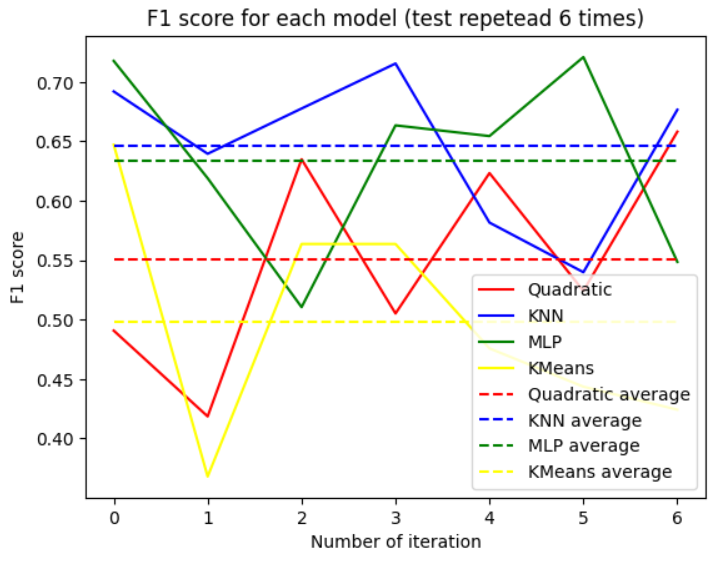 F1 score for each model (test repetead 6 times)
F1 score
0.70
0.65
0.60
0.55
0.50
0.45
0.40
Quadratic
KNN
MLP
KMeans
Quadratic average
KNN average
MLP average
KMeans average
0 1 2 3 4 5 6
Number of iteration